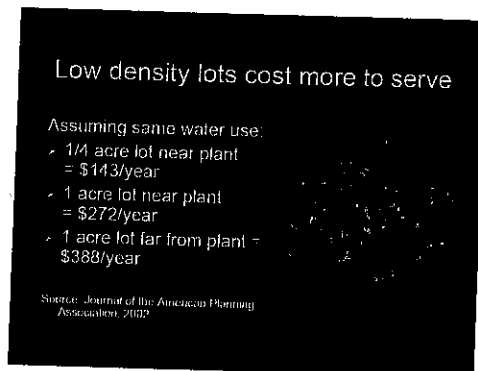 Low density lots cost more to serve
Assuming same water use:
1/4 acre lot near plant
= $143/year
1 acre lot near plant
= $272/year
1 acre lot far from plant =
$388/year
Source: Journal of the American Planning
Association, 2002